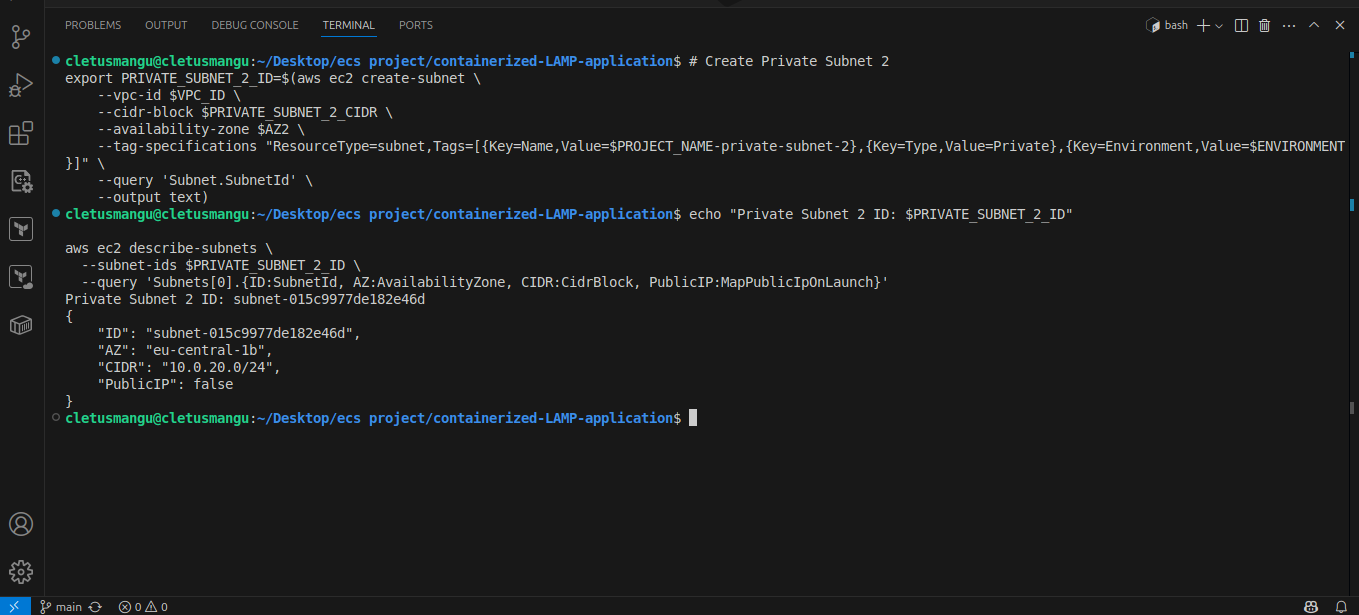 PROBLEMS OUTPUT DEBUG CONSOLE TERMINAL PORTS bash
cletusmangu@cletusmangu:~/Desktop/ecs project/containerized-LAMP-application$ # Create Private Subnet 2
export PRIVATE_SUBNET_2_ID=$(aws ec2 create-subnet \
    --vpc-id $VPC_ID \
    --cidr-block $PRIVATE_SUBNET_2_CIDR \
    --availability-zone $AZ2 \
    --tag-specifications "ResourceType=subnet,Tags=[{Key=Name,Value=$PROJECT_NAME-private-subnet-2},{Key=Type,Value=Private},{Key=Environment,Value=$ENVIRONMENT
}]" \
    --query 'Subnet.SubnetId' \
    --output text)
cletusmangu@cletusmangu:~/Desktop/ecs project/containerized-LAMP-application$ echo "Private Subnet 2 ID: $PRIVATE_SUBNET_2_ID"
aws ec2 describe-subnets \
  --subnet-ids $PRIVATE_SUBNET_2_ID \
  --query 'Subnets[0].{ID:SubnetId, AZ:AvailabilityZone, CIDR:CidrBlock, PublicIP:MapPublicIpOnLaunch}'
Private Subnet 2 ID: subnet-015c9977de182e46d
{
    "ID": "subnet-015c9977de182e46d",
    "AZ": "eu-central-1b",
    "CIDR": "10.0.20.0/24",
    "PublicIP": false
}
cletusmangu@cletusmangu:~/Desktop/ecs project/containerized-LAMP-application$
main 0 0